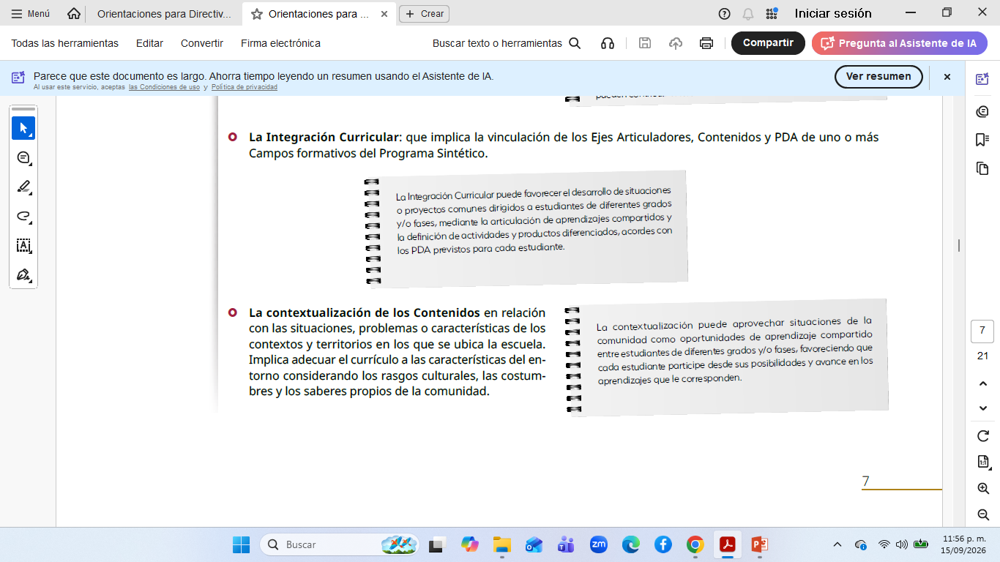 Menú
Orientaciones para Directiv...
Orientaciones para ...
Crear
Iniciar sesión
Todas las herramientas
Editar
Convertir
Firma electrónica
Buscar texto o herramientas
Compartir
Pregunta al Asistente de IA
Parece que este documento es largo. Ahorra tiempo leyendo un resumen usando el Asistente de IA.
Al usar este servicio, aceptas las Condiciones de uso y Política de privacidad
Ver resumen
La Integración Curricular: que implica la vinculación de los Ejes Articuladores, Contenidos y PDA de uno o más
Campos formativos del Programa Sintético.
La Integración Curricular puede favorecer el desarrollo de situaciones
o proyectos comunes dirigidos a estudiantes de diferentes grados
y/o fases, mediante la articulación de aprendizajes compartidos y
la definición de actividades y productos diferenciados, acordes con
los PDA previstos para cada estudiante.
La contextualización de los Contenidos en relación
con las situaciones, problemas o características de los
contextos y territorios en los que se ubica la escuela.
Implica adecuar el currículo a las características del en-
torno considerando los rasgos culturales, las costum-
bres y los saberes propios de la comunidad.
La contextualización puede aprovechar situaciones de la
comunidad como oportunidades de aprendizaje compartido
entre estudiantes de diferentes grados y/o fases, favoreciendo que
cada estudiante participe desde sus posibilidades y avance en los
aprendizajes que le corresponden.
7
7
21
1:1
Buscar
zm
11:56 p. m.
15/09/2026